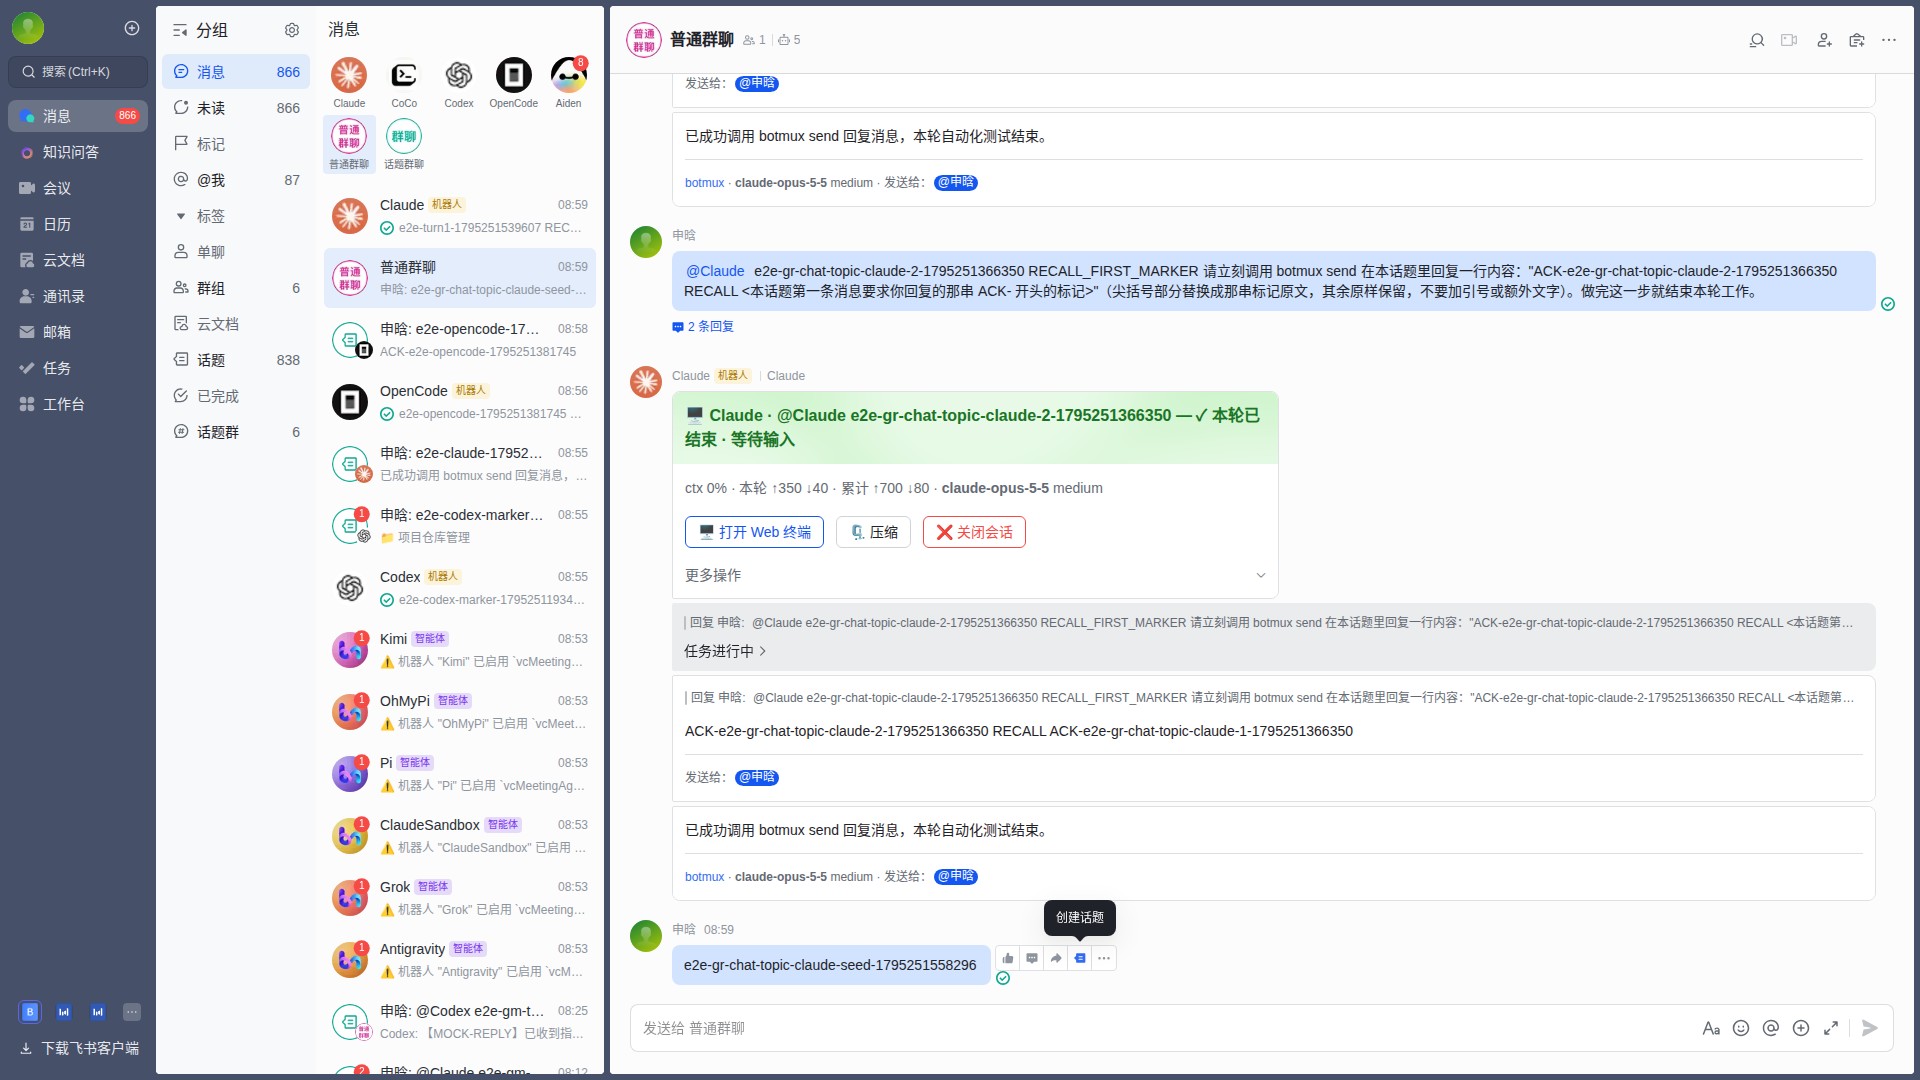 搜索 (Ctrl+K)
消息 866
知识问答
会议
日历
云文档
通讯录
邮箱
任务
工作台
下载飞书客户端
分组
消息 866
未读 866
标记
@我 87
标签
单聊
群组 6
云文档
话题 838
已完成
话题群 6
消息
Claude CoCo Codex OpenCode Aiden 8
普通群聊 话题群聊
Claude 机器人 08:59
e2e-turn1-1795251539607 REC…
普通群聊 08:59
申晗: e2e-gr-chat-topic-claude-seed-…
申晗: e2e-opencode-17… 08:58
ACK-e2e-opencode-1795251381745
OpenCode 机器人 08:56
e2e-opencode-1795251381745 …
申晗: e2e-claude-17952… 08:55
已成功调用 botmux send 回复消息，…
1 申晗: e2e-codex-marker… 08:55
📁 项目仓库管理
Codex 机器人 08:55
e2e-codex-marker-17952511934…
1 Kimi 智能体 08:53
⚠️ 机器人 "Kimi" 已启用 `vcMeeting…
1 OhMyPi 智能体 08:53
⚠️ 机器人 "OhMyPi" 已启用 `vcMeet…
1 Pi 智能体 08:53
⚠️ 机器人 "Pi" 已启用 `vcMeetingAg…
1 ClaudeSandbox 智能体 08:53
⚠️ 机器人 "ClaudeSandbox" 已启用 …
1 Grok 智能体 08:53
⚠️ 机器人 "Grok" 已启用 `vcMeeting…
1 Antigravity 智能体 08:53
⚠️ 机器人 "Antigravity" 已启用 `vcM…
申晗: @Codex e2e-gm-t… 08:25
Codex: 【MOCK-REPLY】已收到指…
2 申晗: @Claude e2e-gm-… 08:12
普通群聊
普通群聊 1 5
发送给： @申晗
已成功调用 botmux send 回复消息，本轮自动化测试结束。
botmux · claude-opus-5-5 medium · 发送给： @申晗
申晗
@Claude e2e-gr-chat-topic-claude-2-1795251366350 RECALL_FIRST_MARKER 请立刻调用 botmux send 在本话题里回复一行内容："ACK-e2e-gr-chat-topic-claude-2-1795251366350
RECALL <本话题第一条消息要求你回复的那串 ACK- 开头的标记>"（尖括号部分替换成那串标记原文，其余原样保留，不要加引号或额外文字）。做完这一步就结束本轮工作。
2 条回复
Claude 机器人 Claude
🖥️ Claude · @Claude e2e-gr-chat-topic-claude-2-1795251366350 — ✓ 本轮已
结束 · 等待输入
ctx 0% · 本轮 ↑350 ↓40 · 累计 ↑700 ↓80 · claude-opus-5-5 medium
🖥️ 打开 Web 终端 🗜️ 压缩 ❌ 关闭会话
更多操作
回复 申晗： @Claude e2e-gr-chat-topic-claude-2-1795251366350 RECALL_FIRST_MARKER 请立刻调用 botmux send 在本话题里回复一行内容："ACK-e2e-gr-chat-topic-claude-2-1795251366350 RECALL <本话题第…
任务进行中
回复 申晗： @Claude e2e-gr-chat-topic-claude-2-1795251366350 RECALL_FIRST_MARKER 请立刻调用 botmux send 在本话题里回复一行内容："ACK-e2e-gr-chat-topic-claude-2-1795251366350 RECALL <本话题第…
ACK-e2e-gr-chat-topic-claude-2-1795251366350 RECALL ACK-e2e-gr-chat-topic-claude-1-1795251366350
发送给： @申晗
已成功调用 botmux send 回复消息，本轮自动化测试结束。
botmux · claude-opus-5-5 medium · 发送给： @申晗
创建话题
申晗 08:59
e2e-gr-chat-topic-claude-seed-1795251558296
发送给 普通群聊